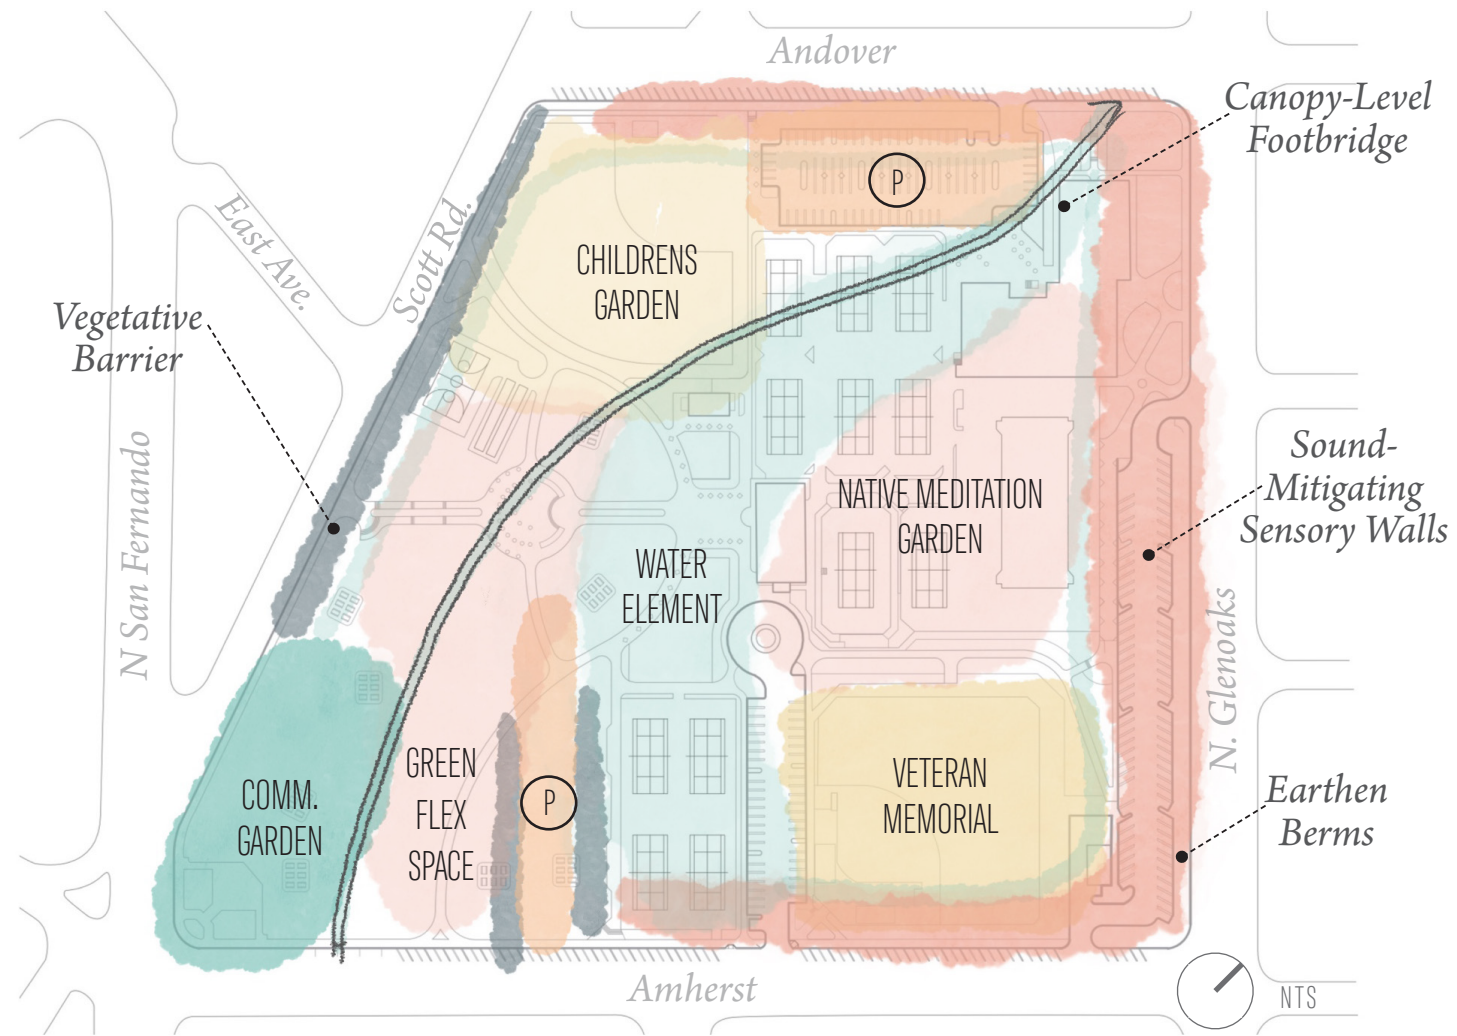 Andover
Canopy-Level
Footbridge
P
East Ave.
Scott Rd.
CHILDRENS
GARDEN
Vegetative
Barrier
N San Fernando
Sound-
Mitigating
Sensory Walls
NATIVE MEDITATION
GARDEN
WATER
ELEMENT
N. Glenoaks
GREEN
FLEX
SPACE
P
VETERAN
MEMORIAL
COMM.
GARDEN
Earthen
Berms
Amherst
NTS